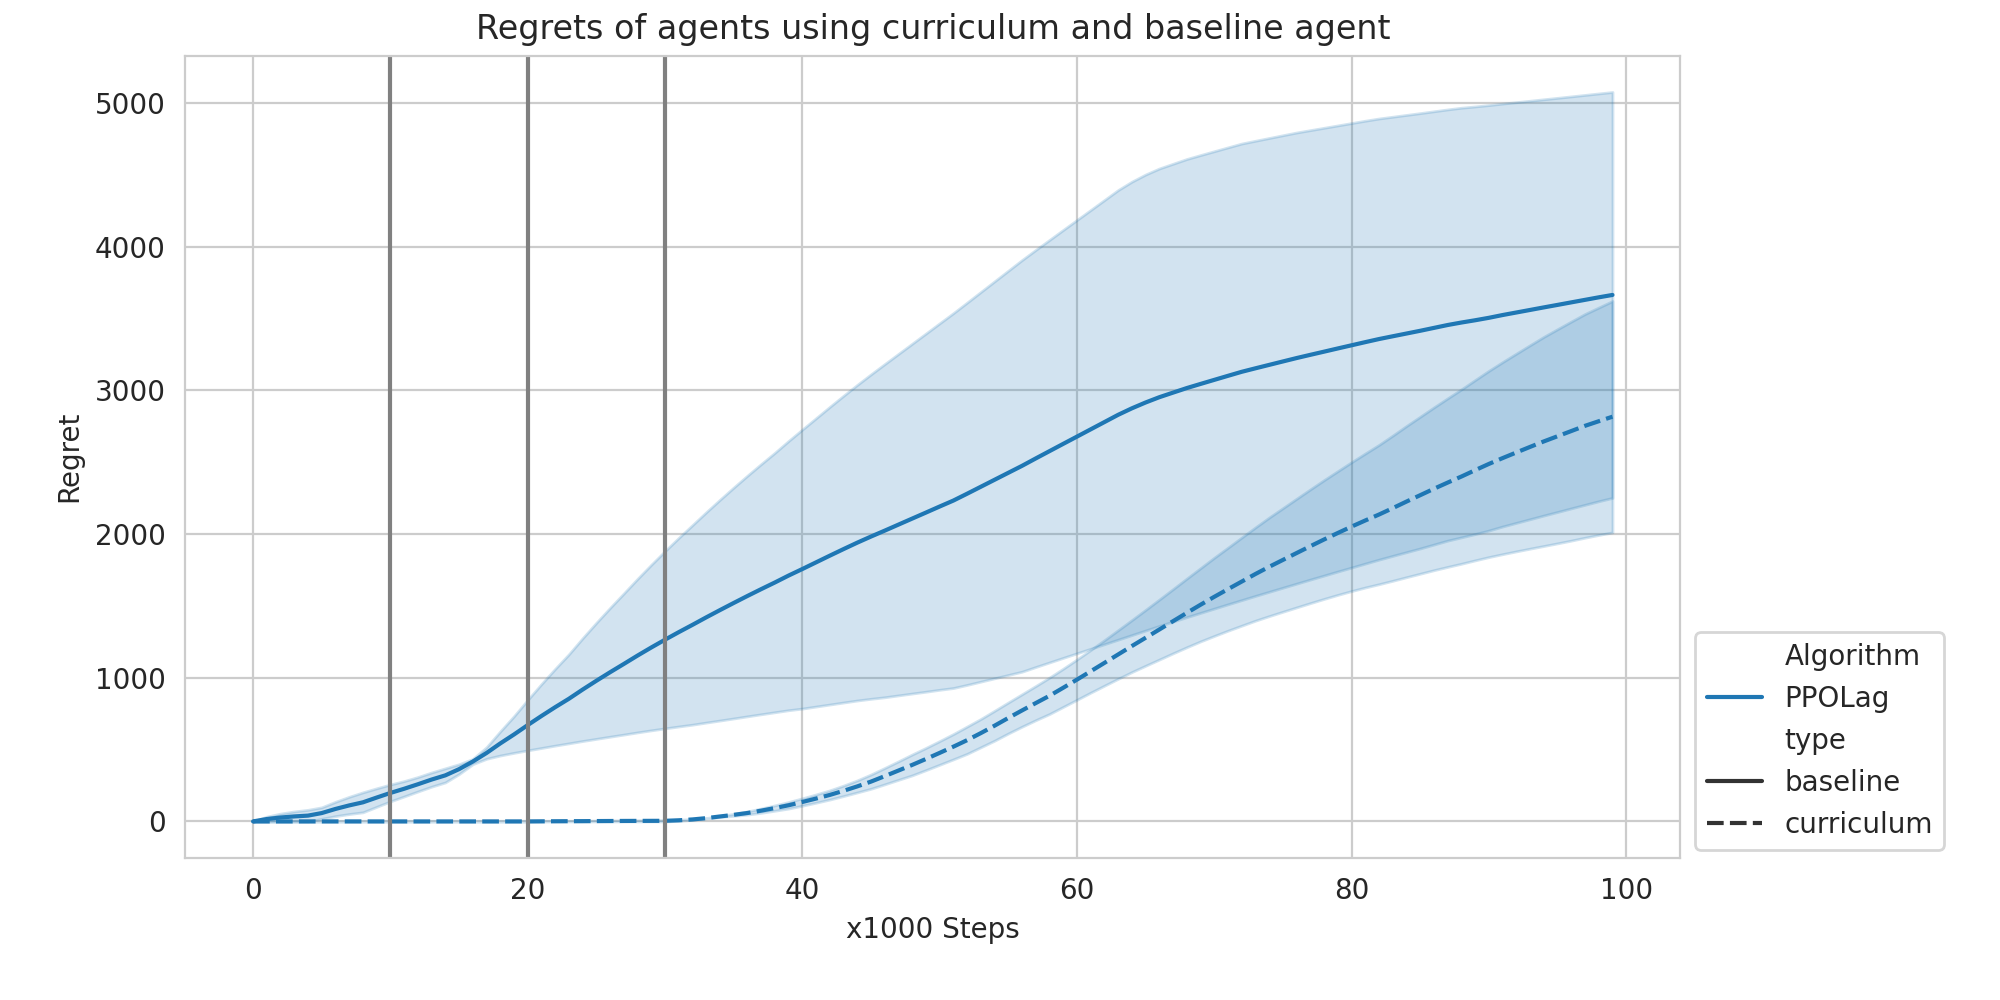 Regrets of agents using curriculum and baseline agent
5000
4000
3000
2000
1000
0
Regret
0 20 40 60 80 100
x1000 Steps
Algorithm
PPOLag
type
baseline
curriculum